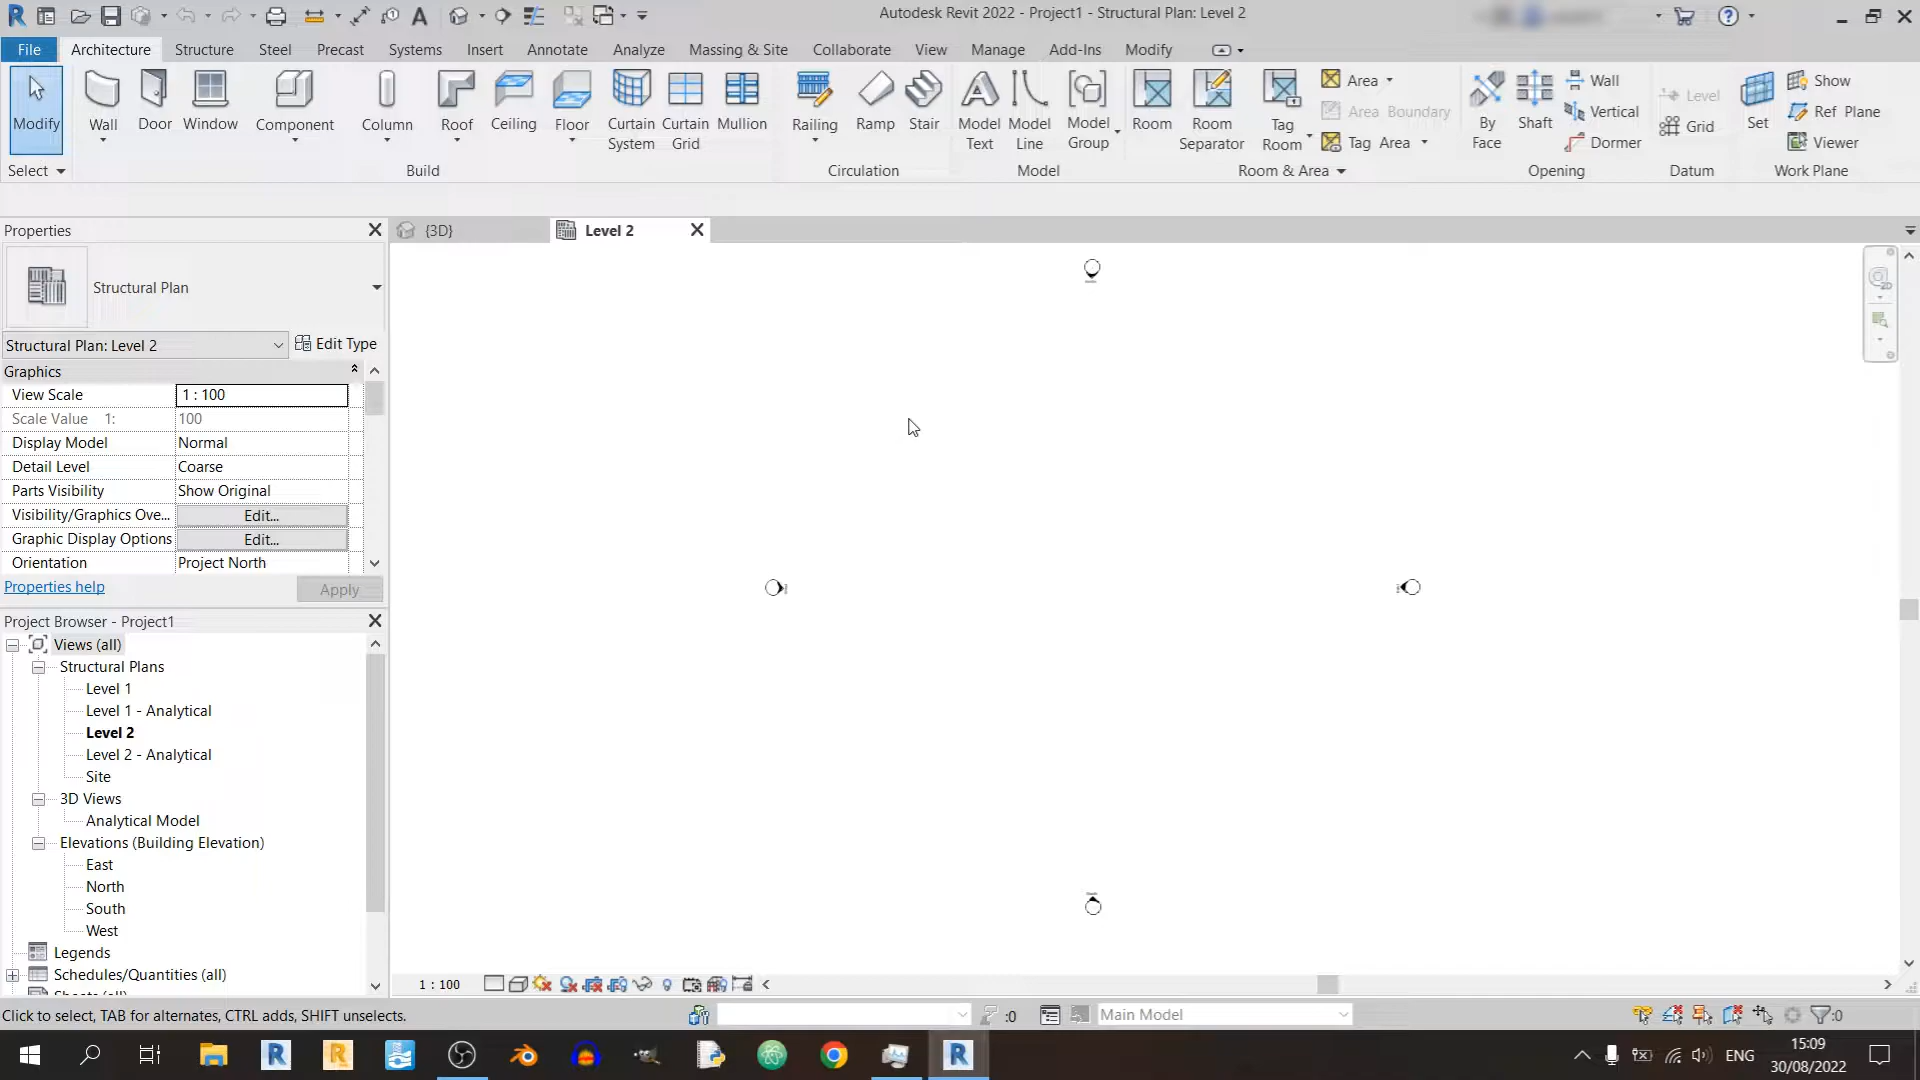 Autodesk Revit 2022 - Project1 - Structural Plan: Level 2
File Architecture Structure Steel Precast Systems Insert Annotate Analyze Massing & Site Collaborate View Manage Add-Ins Modify
Modify
Wall
Door
Window
Component
Column
Roof
Ceiling
Floor
Curtain System
Curtain Grid
Mullion
Railing
Ramp
Stair
Model Text
Model Line
Model Group
Room
Room Separator
Tag Room
Area
Area Boundary
Tag Area
By Face
Shaft
Wall
Vertical
Dormer
Level
Grid
Set
Show
Ref Plane
Viewer
Select
Build
Circulation
Model
Room & Area
Opening
Datum
Work Plane
Properties
{3D}
Level 2
Structural Plan
Structural Plan: Level 2
Edit Type
Graphics
View Scale 1 : 100
Scale Value 1: 100
Display Model Normal
Detail Level Coarse
Parts Visibility Show Original
Visibility/Graphics Ove... Edit...
Graphic Display Options Edit...
Orientation Project North
Properties help
Apply
Project Browser - Project1
Views (all)
Structural Plans
Level 1
Level 1 - Analytical
Level 2
Level 2 - Analytical
Site
3D Views
Analytical Model
Elevations (Building Elevation)
East
North
South
West
Legends
Schedules/Quantities (all)
Sheets (all)
1 : 100
Click to select, TAB for alternates, CTRL adds, SHIFT unselects.
:0
Main Model
:0
ENG
15:09
30/08/2022